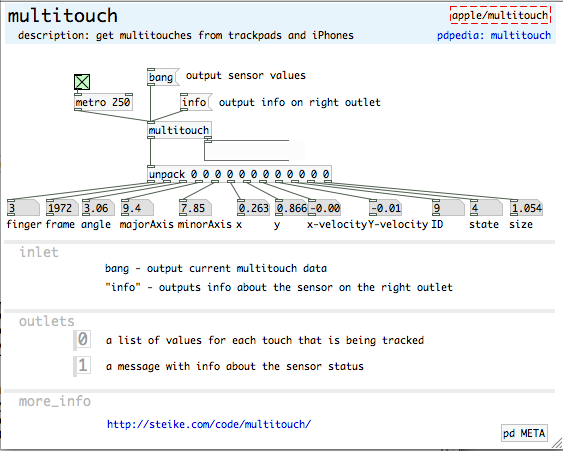 multitouch
apple/multitouch
description: get multitouches from trackpads and iPhones
pdpedia: multitouch
bang
output sensor values
metro 250
info
output info on right outlet
multitouch
unpack 0 0 0 0 0 0 0 0 0 0 0 0
3 1972 3.06 9.4 7.85 0.263 0.866 -0.00 -0.01 9 4 1.054
finger frame angle majorAxis minorAxis x y x-velocity Y-velocity ID state size
inlet
bang - output current multitouch data
"info" - outputs info about the sensor on the right outlet
outlets
0 a list of values for each touch that is being tracked
1 a message with info about the sensor status
more_info
http://steike.com/code/multitouch/
pd META